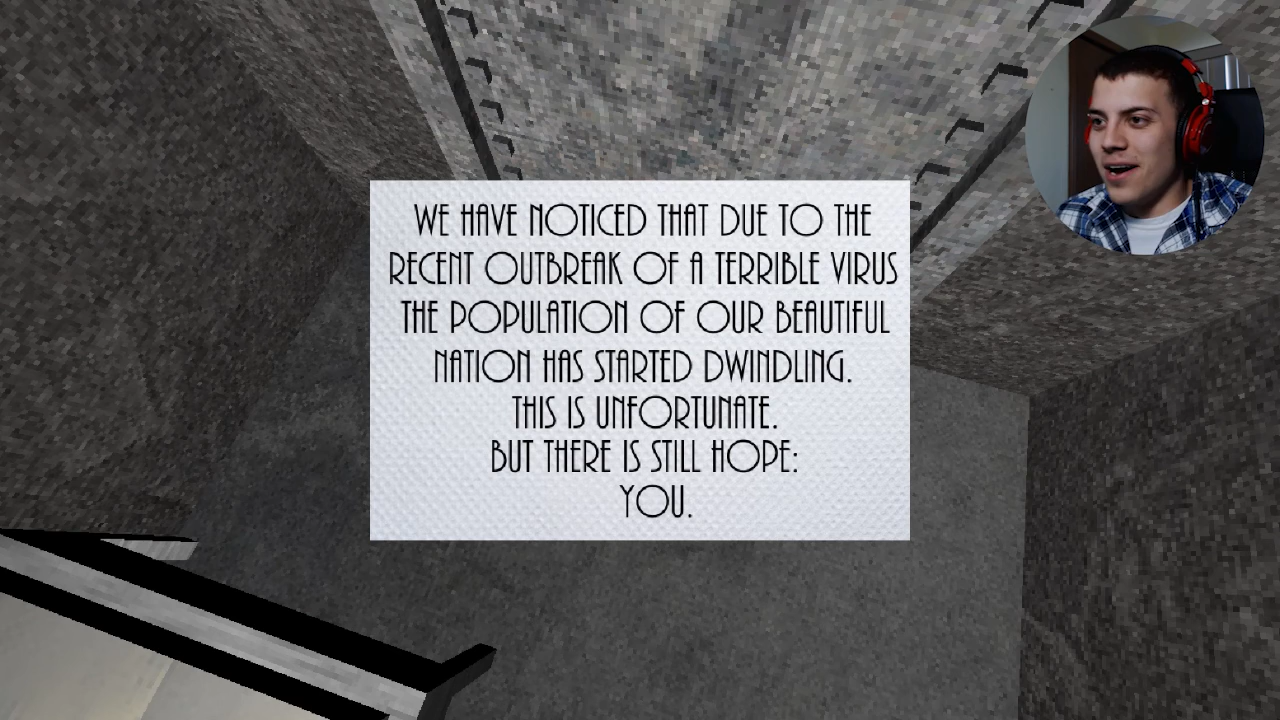 WE HAVE NOTICED THAT DUE TO THE
RECENT OUTBREAK OF A TERRIBLE VIRUS
THE POPULATION OF OUR BEAUTIFUL
NATION HAS STARTED DWINDLING.
THIS IS UNFORTUNATE.
BUT THERE IS STILL HOPE:
YOU.